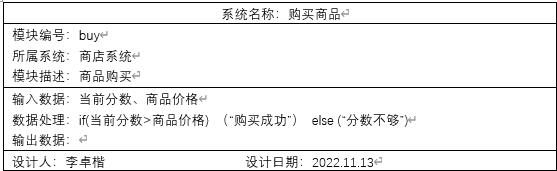 系统名称：购买商品
模块编号：buy
所属系统：商店系统
模块描述：商品购买
输入数据：当前分数、商品价格
数据处理：if(当前分数>商品价格) （“购买成功”） else (“分数不够”)
输出数据：
设计人：李卓楷 设计日期：2022.11.13